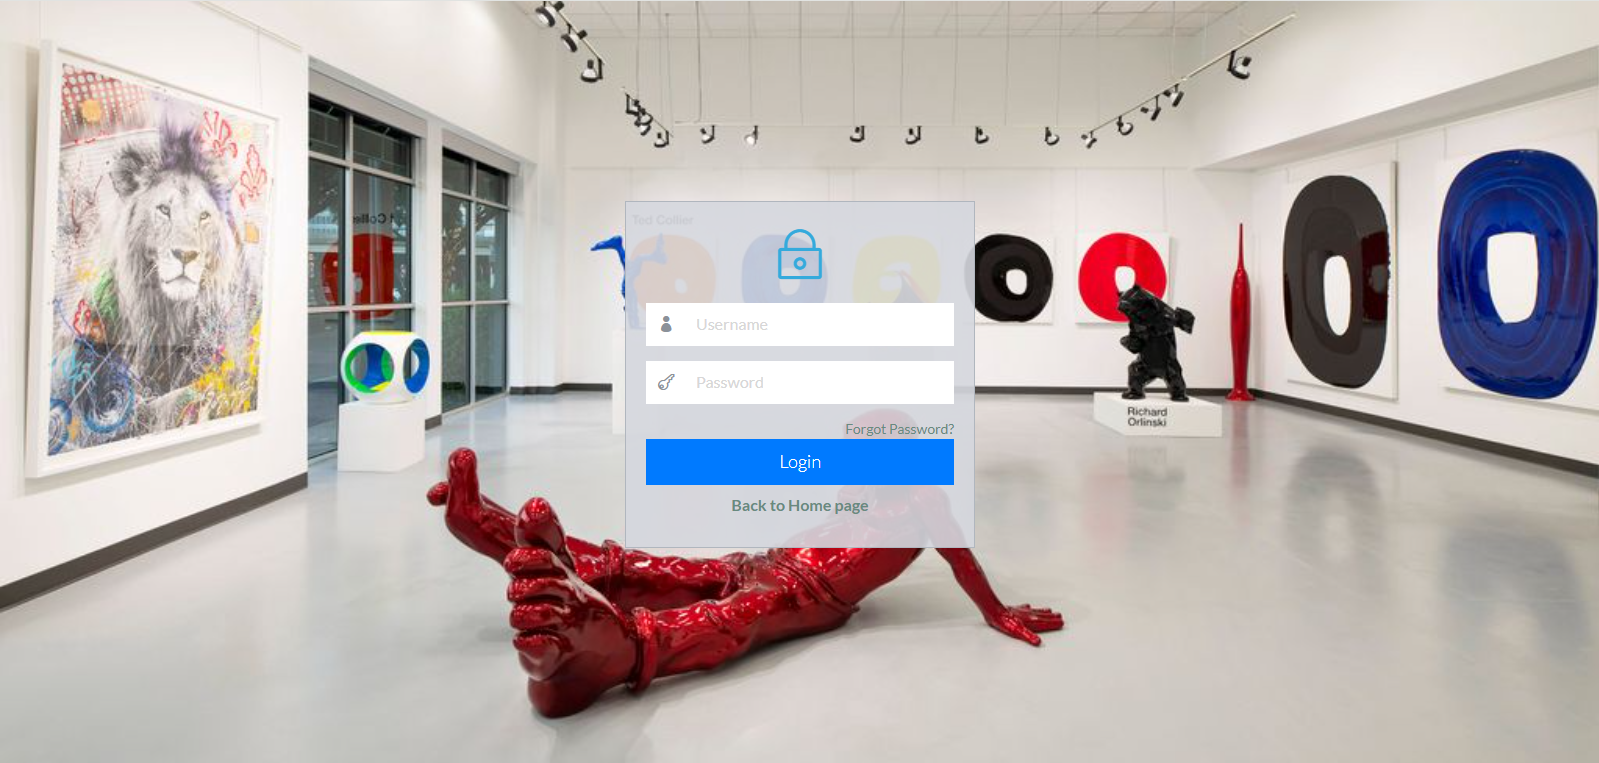 Ted Collier
Username
Password
Forgot Password?
Login
Back to Home page
Richard
Orlinski